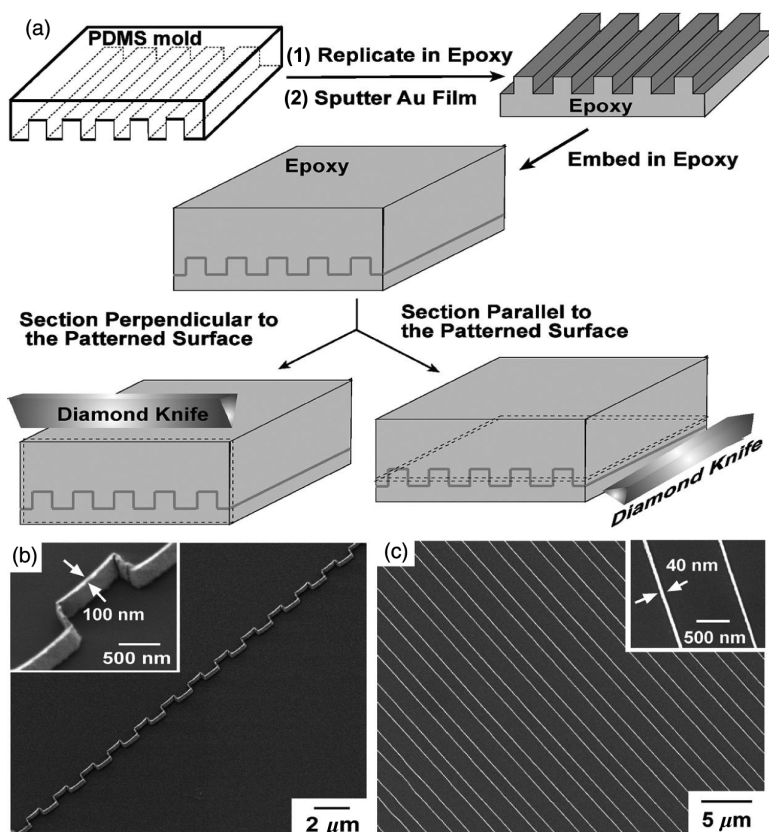 (a)
PDMS mold
(1) Replicate in Epoxy
(2) Sputter Au Film
Epoxy
Embed in Epoxy
Epoxy
Section Perpendicular to
the Patterned Surface
Section Parallel to
the Patterned Surface
Diamond Knife
Diamond Knife
(b)
100 nm
500 nm
2 μm
(c)
40 nm
500 nm
5 μm